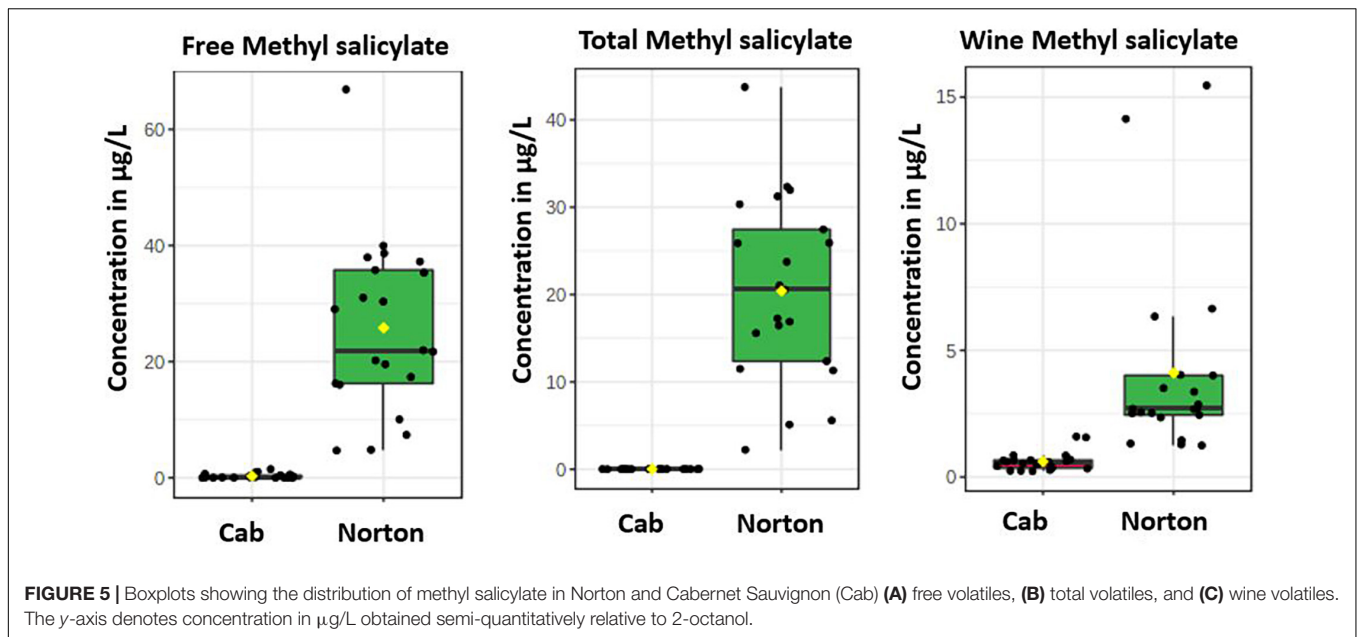 Free Methyl salicylate
Concentration in µg/L
60
40
20
0
Cab Norton
Total Methyl salicylate
Concentration in µg/L
40
30
20
10
0
Cab Norton
Wine Methyl salicylate
Concentration in µg/L
15
10
5
0
Cab Norton
FIGURE 5 | Boxplots showing the distribution of methyl salicylate in Norton and Cabernet Sauvignon (Cab) (A) free volatiles, (B) total volatiles, and (C) wine volatiles.
The y-axis denotes concentration in µg/L obtained semi-quantitatively relative to 2-octanol.